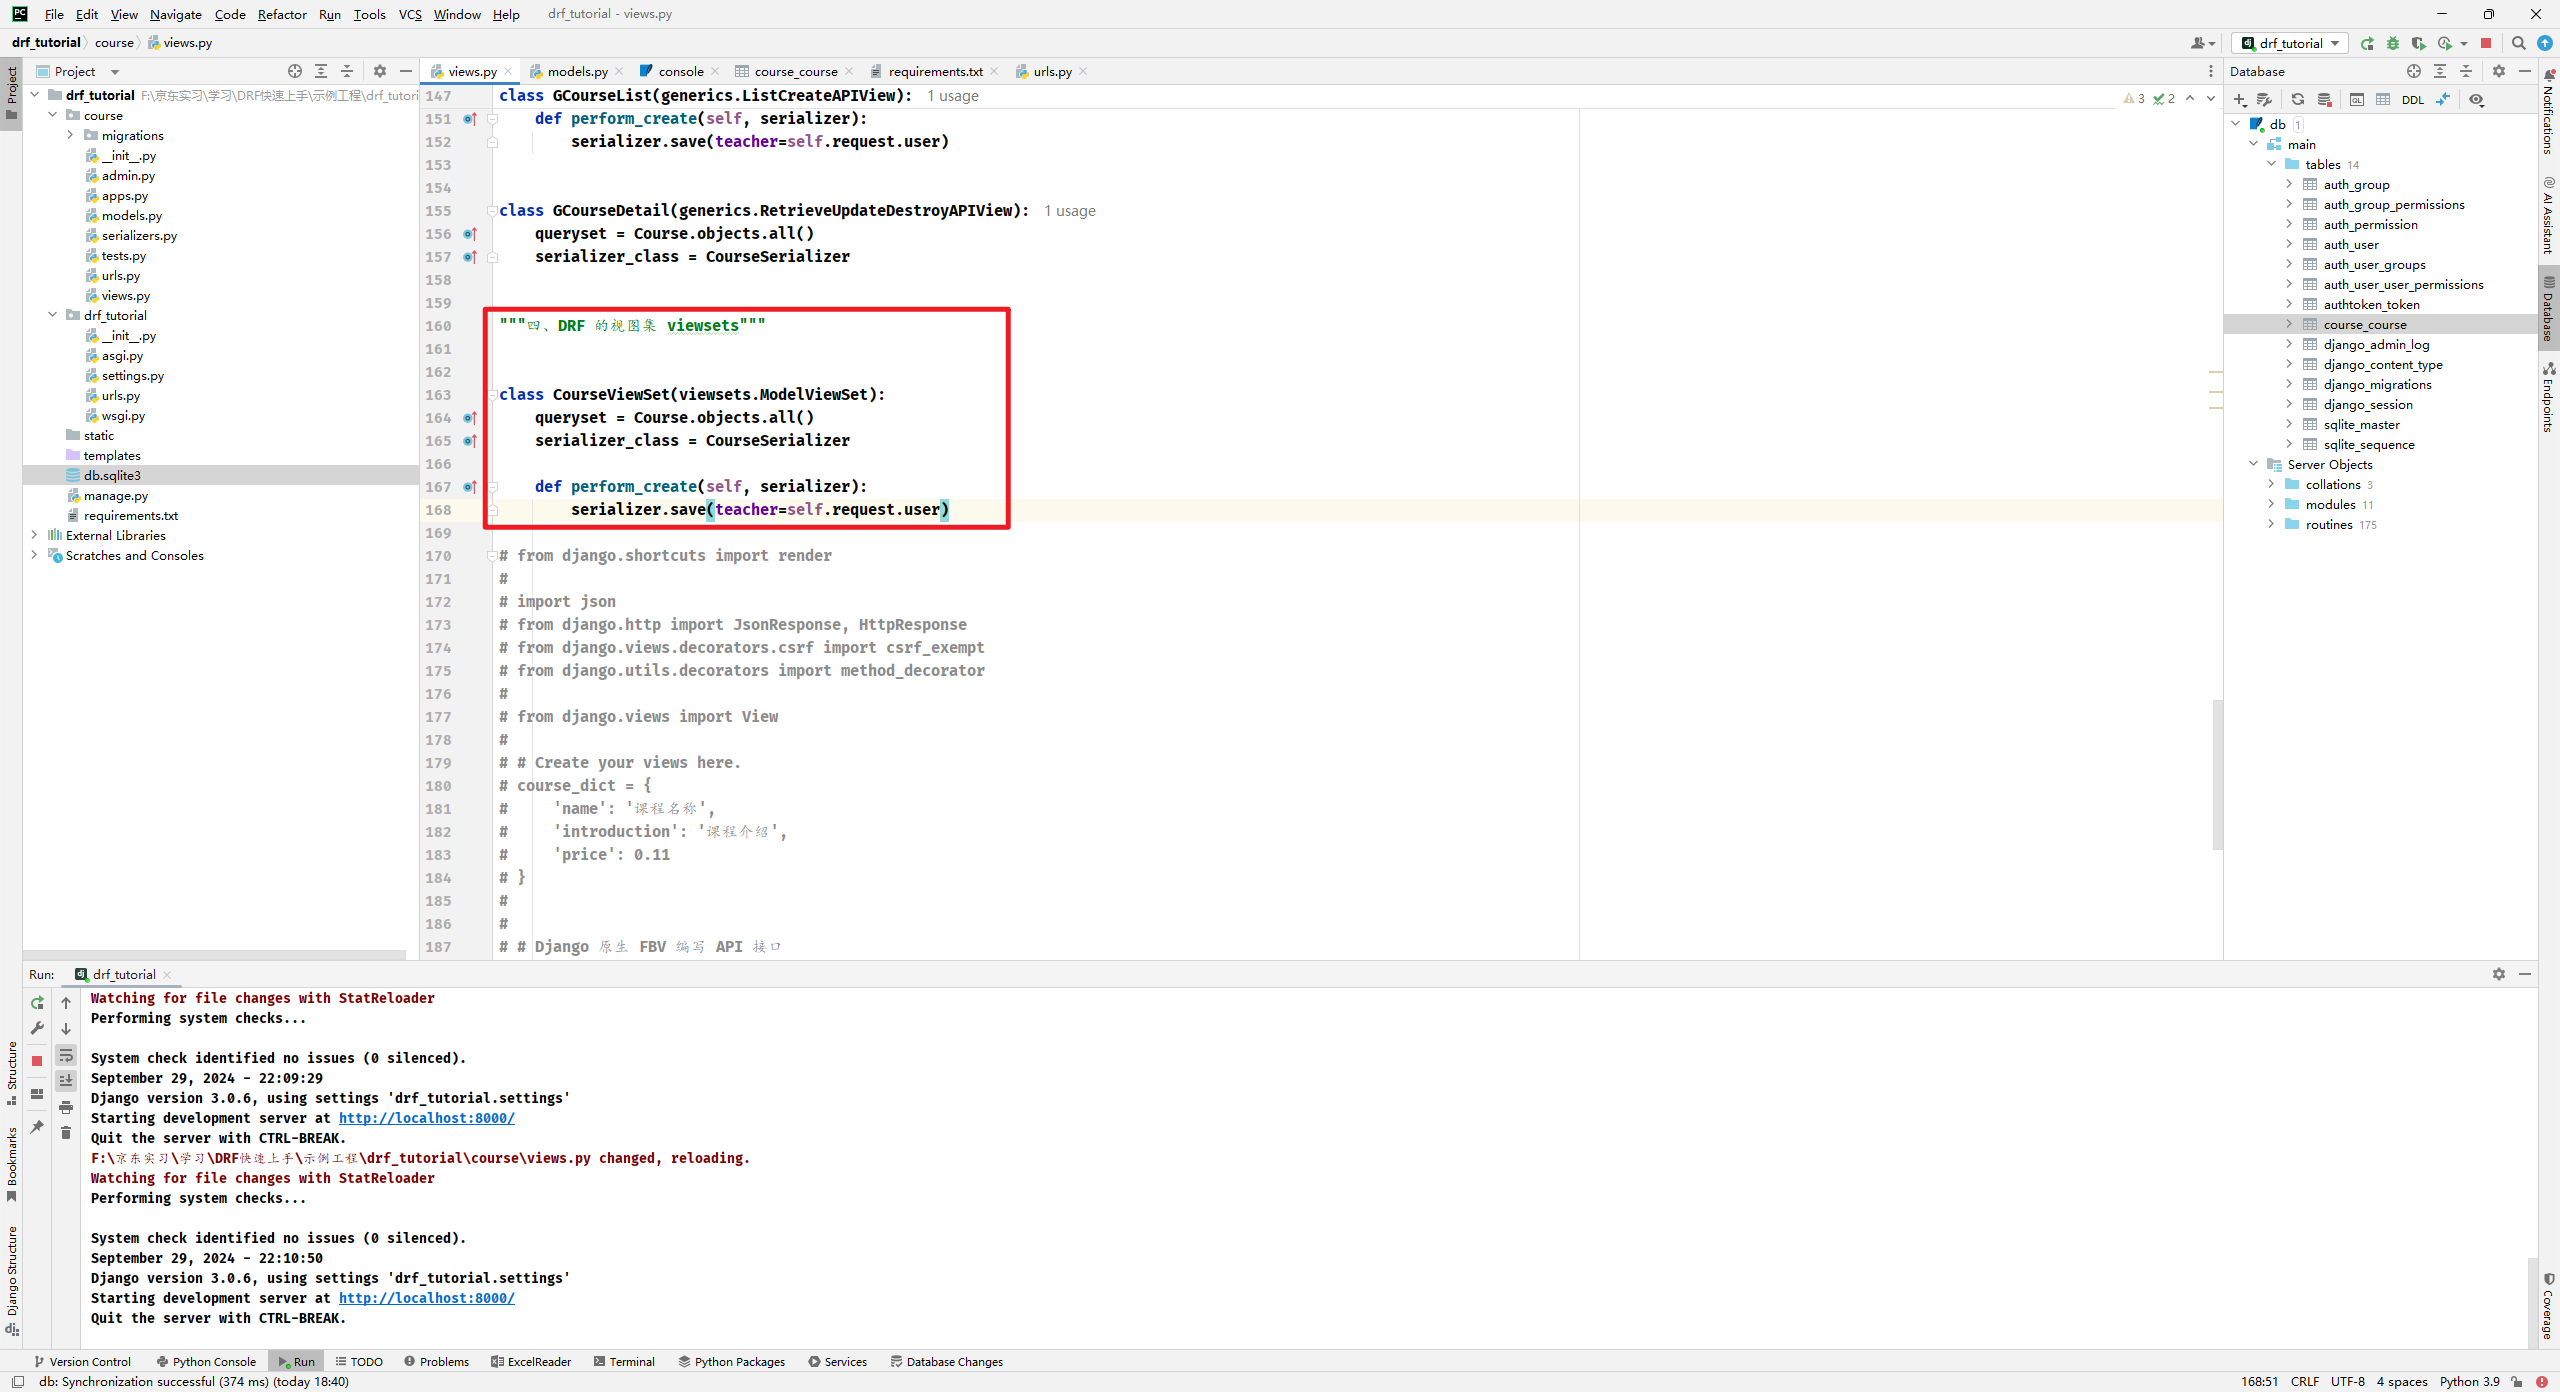 File Edit View Navigate Code Refactor Run Tools VCS Window Help drf_tutorial - views.py
drf_tutorial course views.py
drf_tutorial
Project
views.py models.py console course_course requirements.txt urls.py
Database
drf_tutorial F:\京东实习\学习\DRF快速上手\示例工程\drf_tutori
course
migrations
__init__.py
admin.py
apps.py
models.py
serializers.py
tests.py
urls.py
views.py
drf_tutorial
__init__.py
asgi.py
settings.py
urls.py
wsgi.py
static
templates
db.sqlite3
manage.py
requirements.txt
External Libraries
Scratches and Consoles
147 class GCourseList(generics.ListCreateAPIView): 1 usage
3 2
151 def perform_create(self, serializer):
152 serializer.save(teacher=self.request.user)
153
154
155 class GCourseDetail(generics.RetrieveUpdateDestroyAPIView): 1 usage
156 queryset = Course.objects.all()
157 serializer_class = CourseSerializer
158
159
160 """四、DRF 的视图集 viewsets"""
161
162
163 class CourseViewSet(viewsets.ModelViewSet):
164 queryset = Course.objects.all()
165 serializer_class = CourseSerializer
166
167 def perform_create(self, serializer):
168 serializer.save(teacher=self.request.user)
169
170 # from django.shortcuts import render
171 #
172 # import json
173 # from django.http import JsonResponse, HttpResponse
174 # from django.views.decorators.csrf import csrf_exempt
175 # from django.utils.decorators import method_decorator
176 #
177 # from django.views import View
178 #
179 # # Create your views here.
180 # course_dict = {
181 # 'name': '课程名称',
182 # 'introduction': '课程介绍',
183 # 'price': 0.11
184 # }
185 #
186 #
187 # # Django 原生 FBV 编写 API 接口
DDL
db 1
main
tables 14
auth_group
auth_group_permissions
auth_permission
auth_user
auth_user_groups
auth_user_user_permissions
authtoken_token
course_course
django_admin_log
django_content_type
django_migrations
django_session
sqlite_master
sqlite_sequence
Server Objects
collations 3
modules 11
routines 175
Project
Structure
Bookmarks
Django Structure
Notifications
AI Assistant
Database
Endpoints
Coverage
Run: drf_tutorial
Watching for file changes with StatReloader
Performing system checks...
System check identified no issues (0 silenced).
September 29, 2024 - 22:09:29
Django version 3.0.6, using settings 'drf_tutorial.settings'
Starting development server at http://localhost:8000/
Quit the server with CTRL-BREAK.
F:\京东实习\学习\DRF快速上手\示例工程\drf_tutorial\course\views.py changed, reloading.
Watching for file changes with StatReloader
Performing system checks...
System check identified no issues (0 silenced).
September 29, 2024 - 22:10:50
Django version 3.0.6, using settings 'drf_tutorial.settings'
Starting development server at http://localhost:8000/
Quit the server with CTRL-BREAK.
Version Control Python Console Run TODO Problems ExcelReader Terminal Python Packages Services Database Changes
db: Synchronization successful (374 ms) (today 18:40)
168:51 CRLF UTF-8 4 spaces Python 3.9